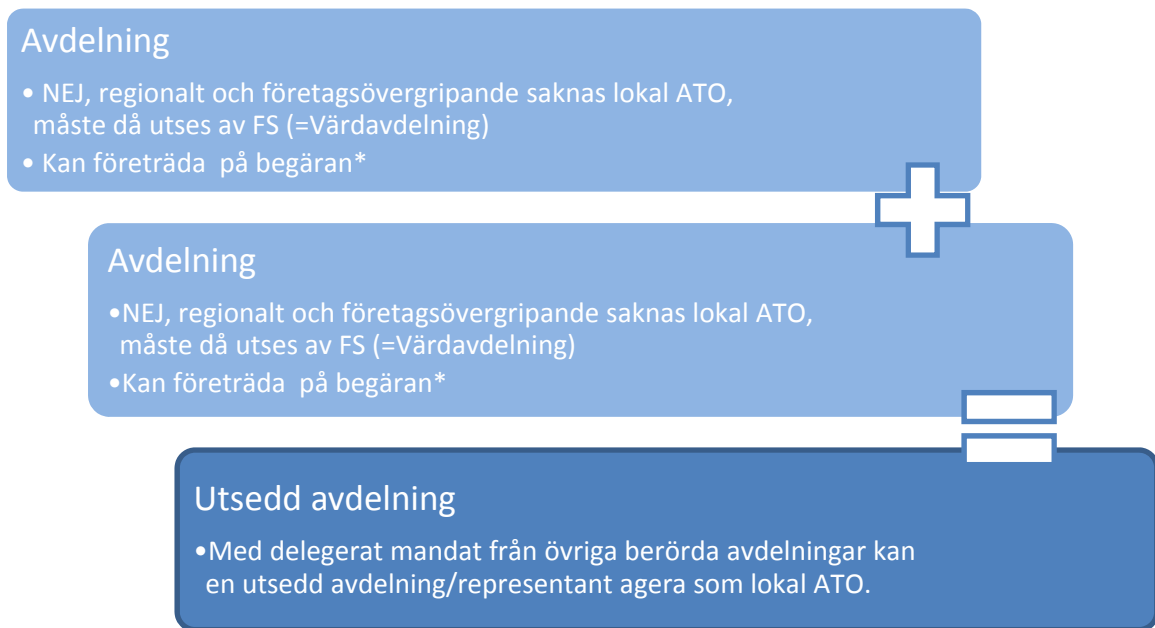 Avdelning
• NEJ, regionalt och företagsövergripande saknas lokal ATO,
måste då utses av FS (=Värdavdelning)
• Kan företräda  på begäran*
Avdelning
•NEJ, regionalt och företagsövergripande saknas lokal ATO,
måste då utses av FS (=Värdavdelning)
•Kan företräda  på begäran*
Utsedd avdelning
•Med delegerat mandat från övriga berörda avdelningar kan
en utsedd avdelning/representant agera som lokal ATO.